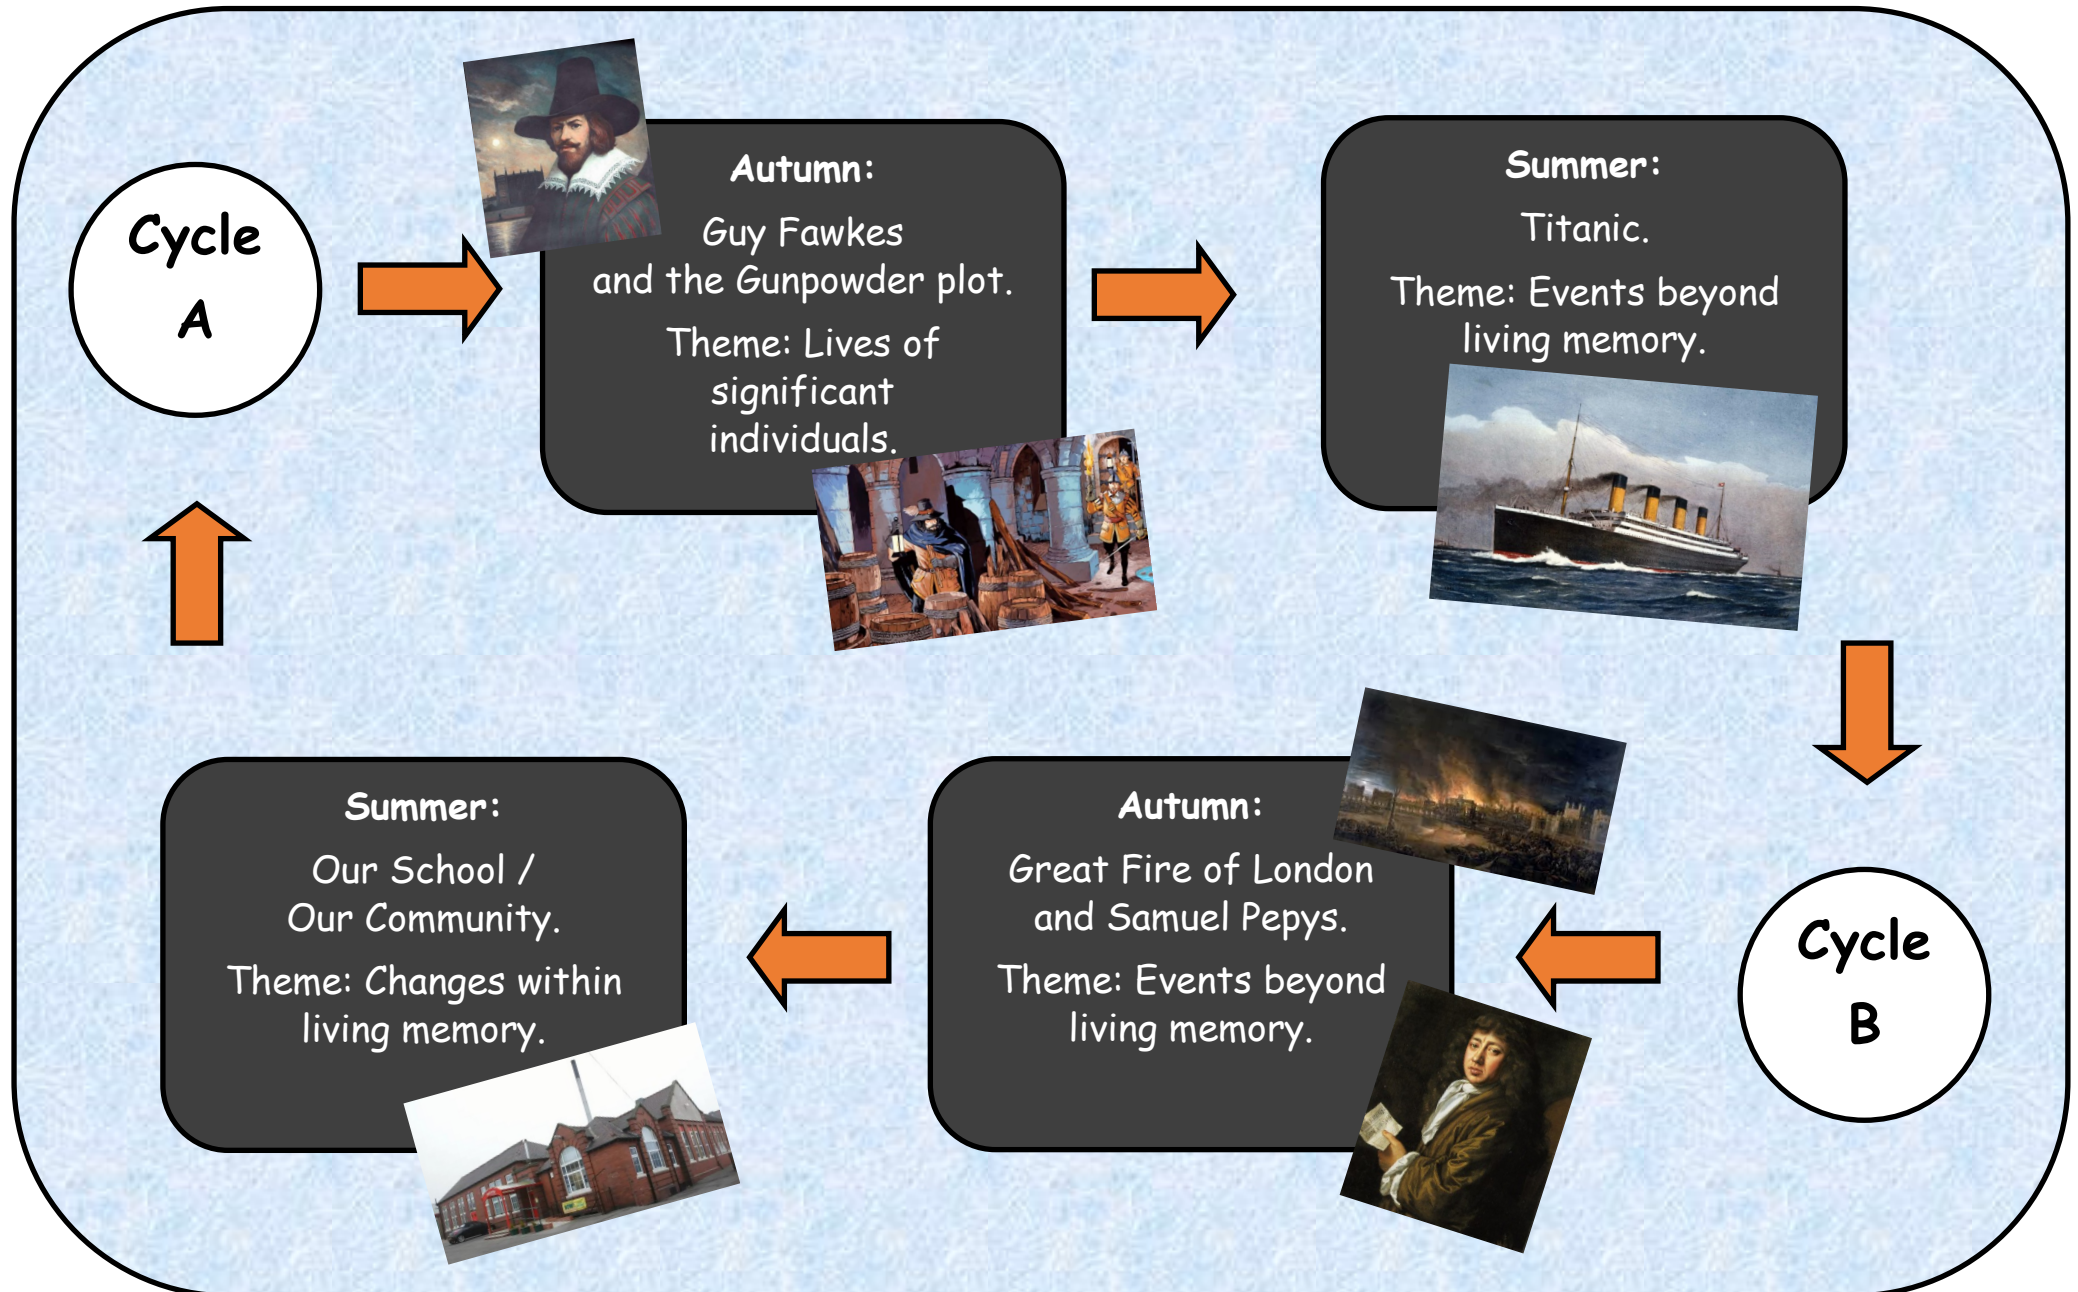 Cycle
A
Autumn:
Guy Fawkes
and the Gunpowder plot.
Theme: Lives of
significant
individuals.
Summer:
Titanic.
Theme: Events beyond
living memory.
Cycle
B
Autumn:
Great Fire of London
and Samuel Pepys.
Theme: Events beyond
living memory.
Summer:
Our School /
Our Community.
Theme: Changes within
living memory.